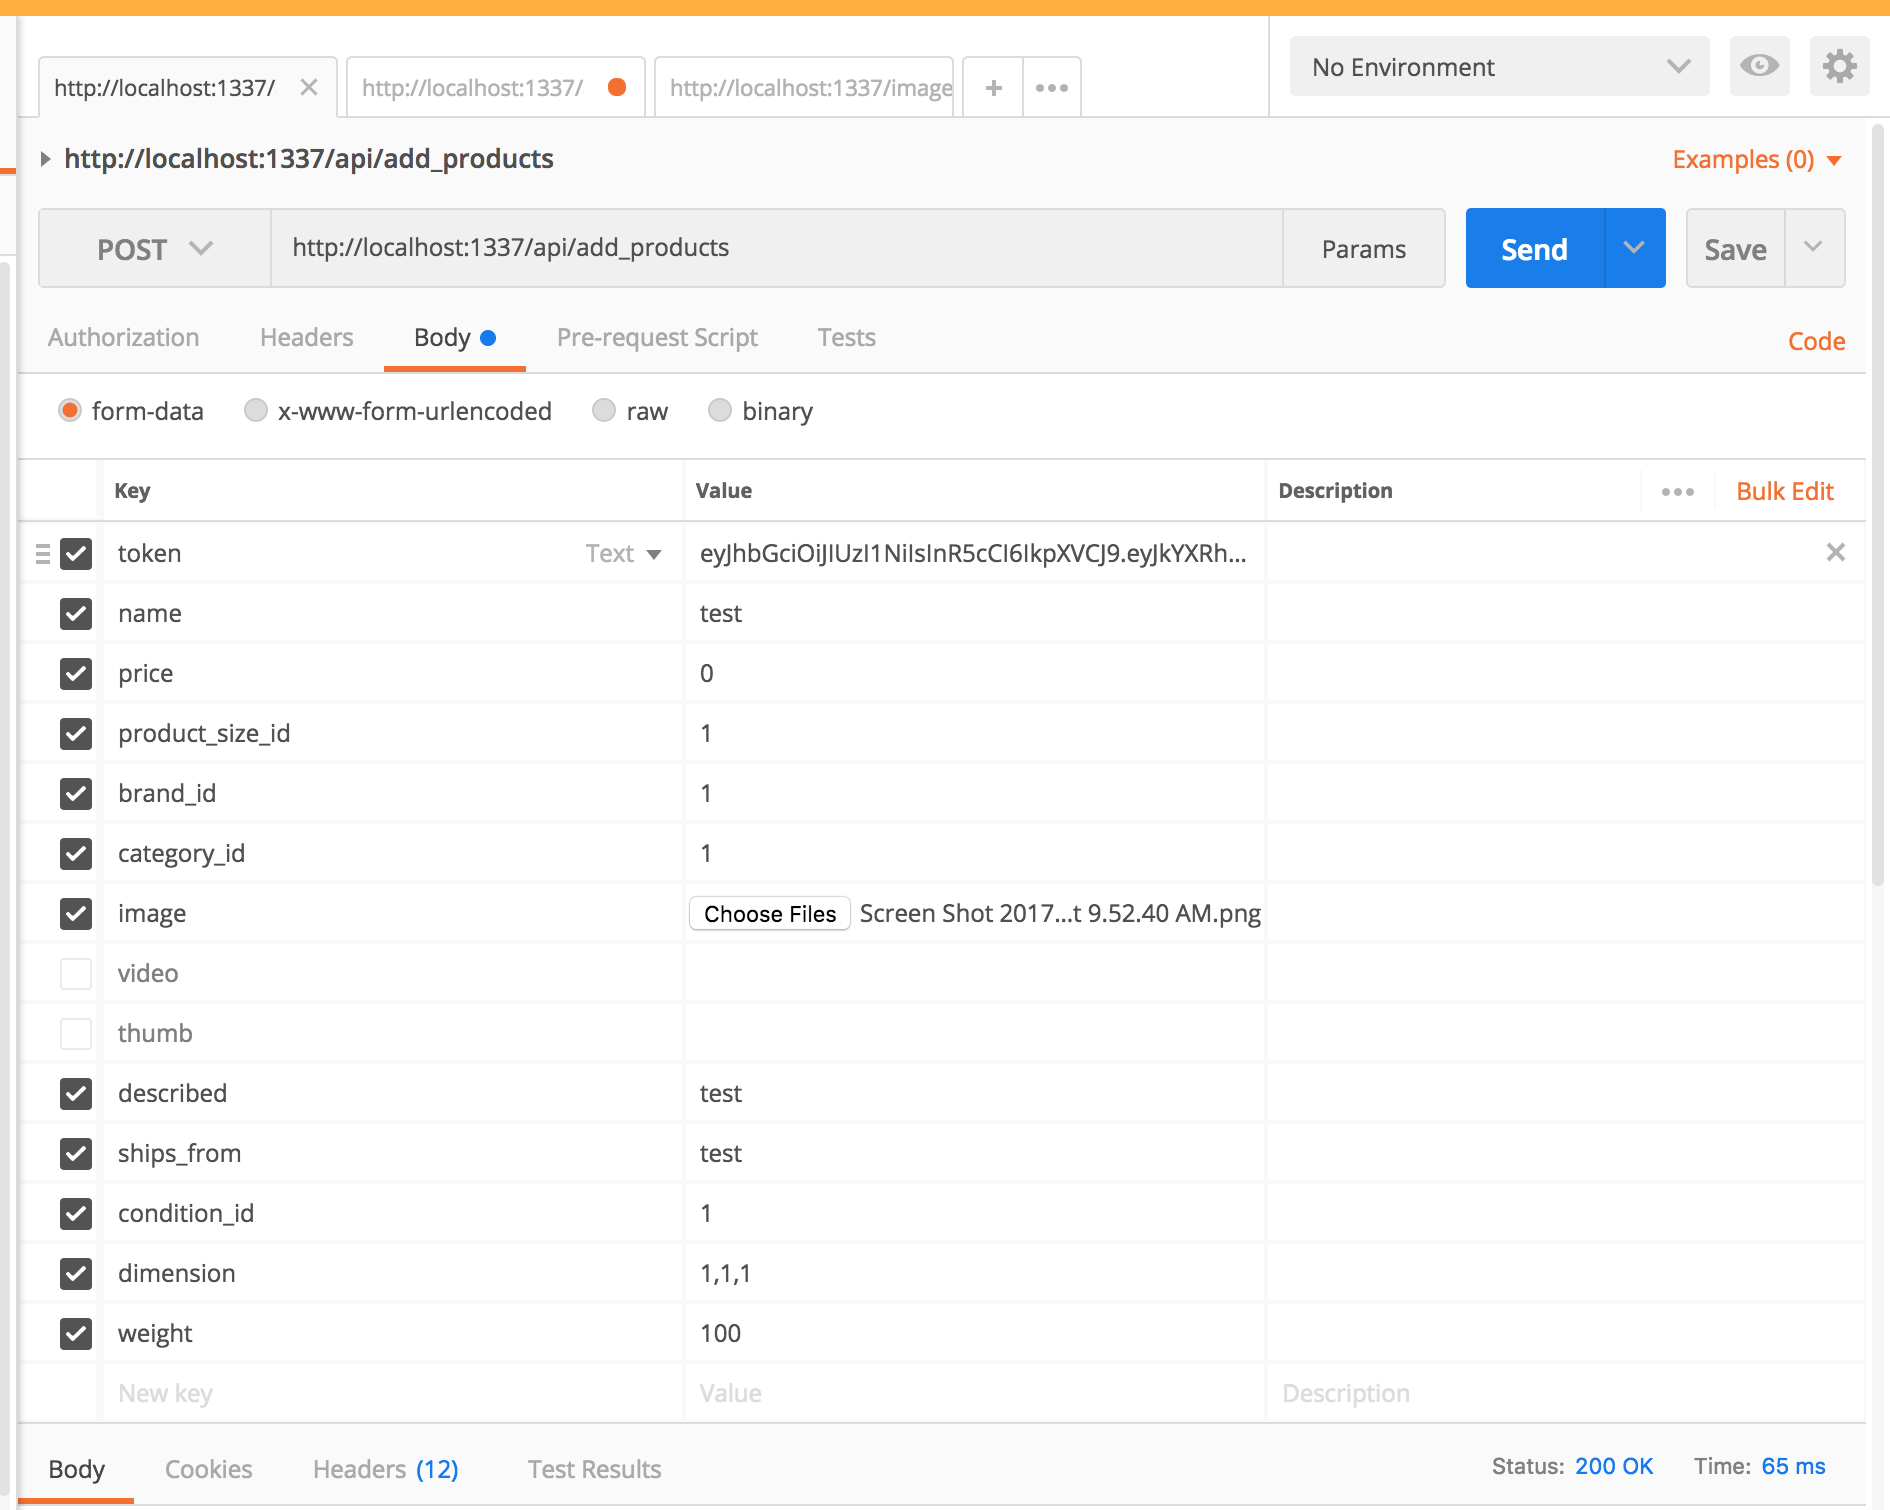 http://localhost:1337/ http://localhost:1337/ http://localhost:1337/image + No Environment
http://localhost:1337/api/add_products Examples (0)
POST http://localhost:1337/api/add_products Params Send Save
Authorization Headers Body Pre-request Script Tests Code
form-data x-www-form-urlencoded raw binary
Key Value Description Bulk Edit
token Text eyJhbGciOiJIUzI1NiIsInR5cCI6IkpXVCJ9.eyJkYXRh...
name test
price 0
product_size_id 1
brand_id 1
category_id 1
image Choose Files Screen Shot 2017...t 9.52.40 AM.png
video
thumb
described test
ships_from test
condition_id 1
dimension 1,1,1
weight 100
New key Value Description
Body Cookies Headers (12) Test Results Status: 200 OK Time: 65 ms